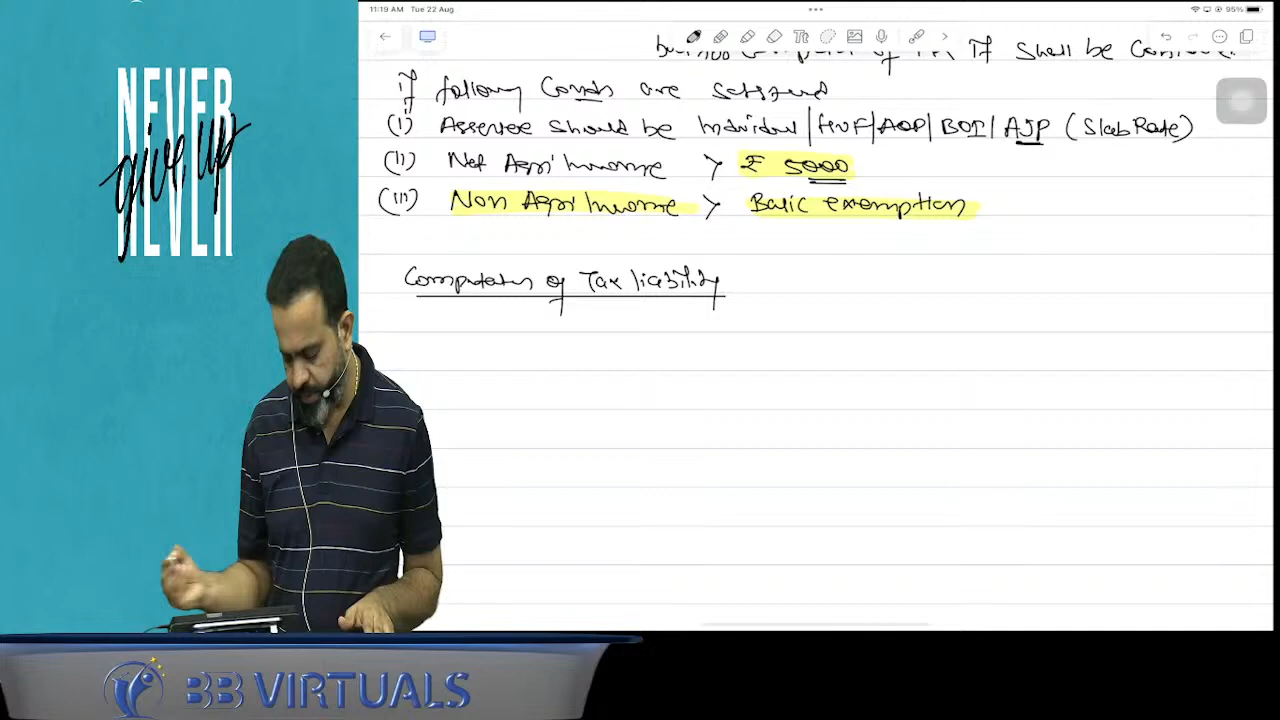 11:19 AM Tue 22 Aug
95%
of If shall be
If following Conds are satisfied
(i) Assessee should be Individual | HUF | AOP | BOI | AJP (Slab Rate)
(ii) Net Agri Income > ₹ 5000
(iii) Non Agri Income > Basic exemption
Computation of Tax liability
NEVER
give up
NEVER
BB VIRTUALS